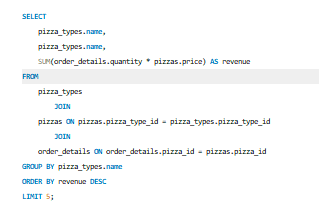 SELECT
pizza_types.name,
pizza_types.name,
SUM(order_details.quantity * pizzas.price) AS revenue
FROM
pizza_types
JOIN
pizzas ON pizzas.pizza_type_id = pizza_types.pizza_type_id
JOIN
order_details ON order_details.pizza_id = pizzas.pizza_id
GROUP BY pizza_types.name
ORDER BY revenue DESC
LIMIT 5;